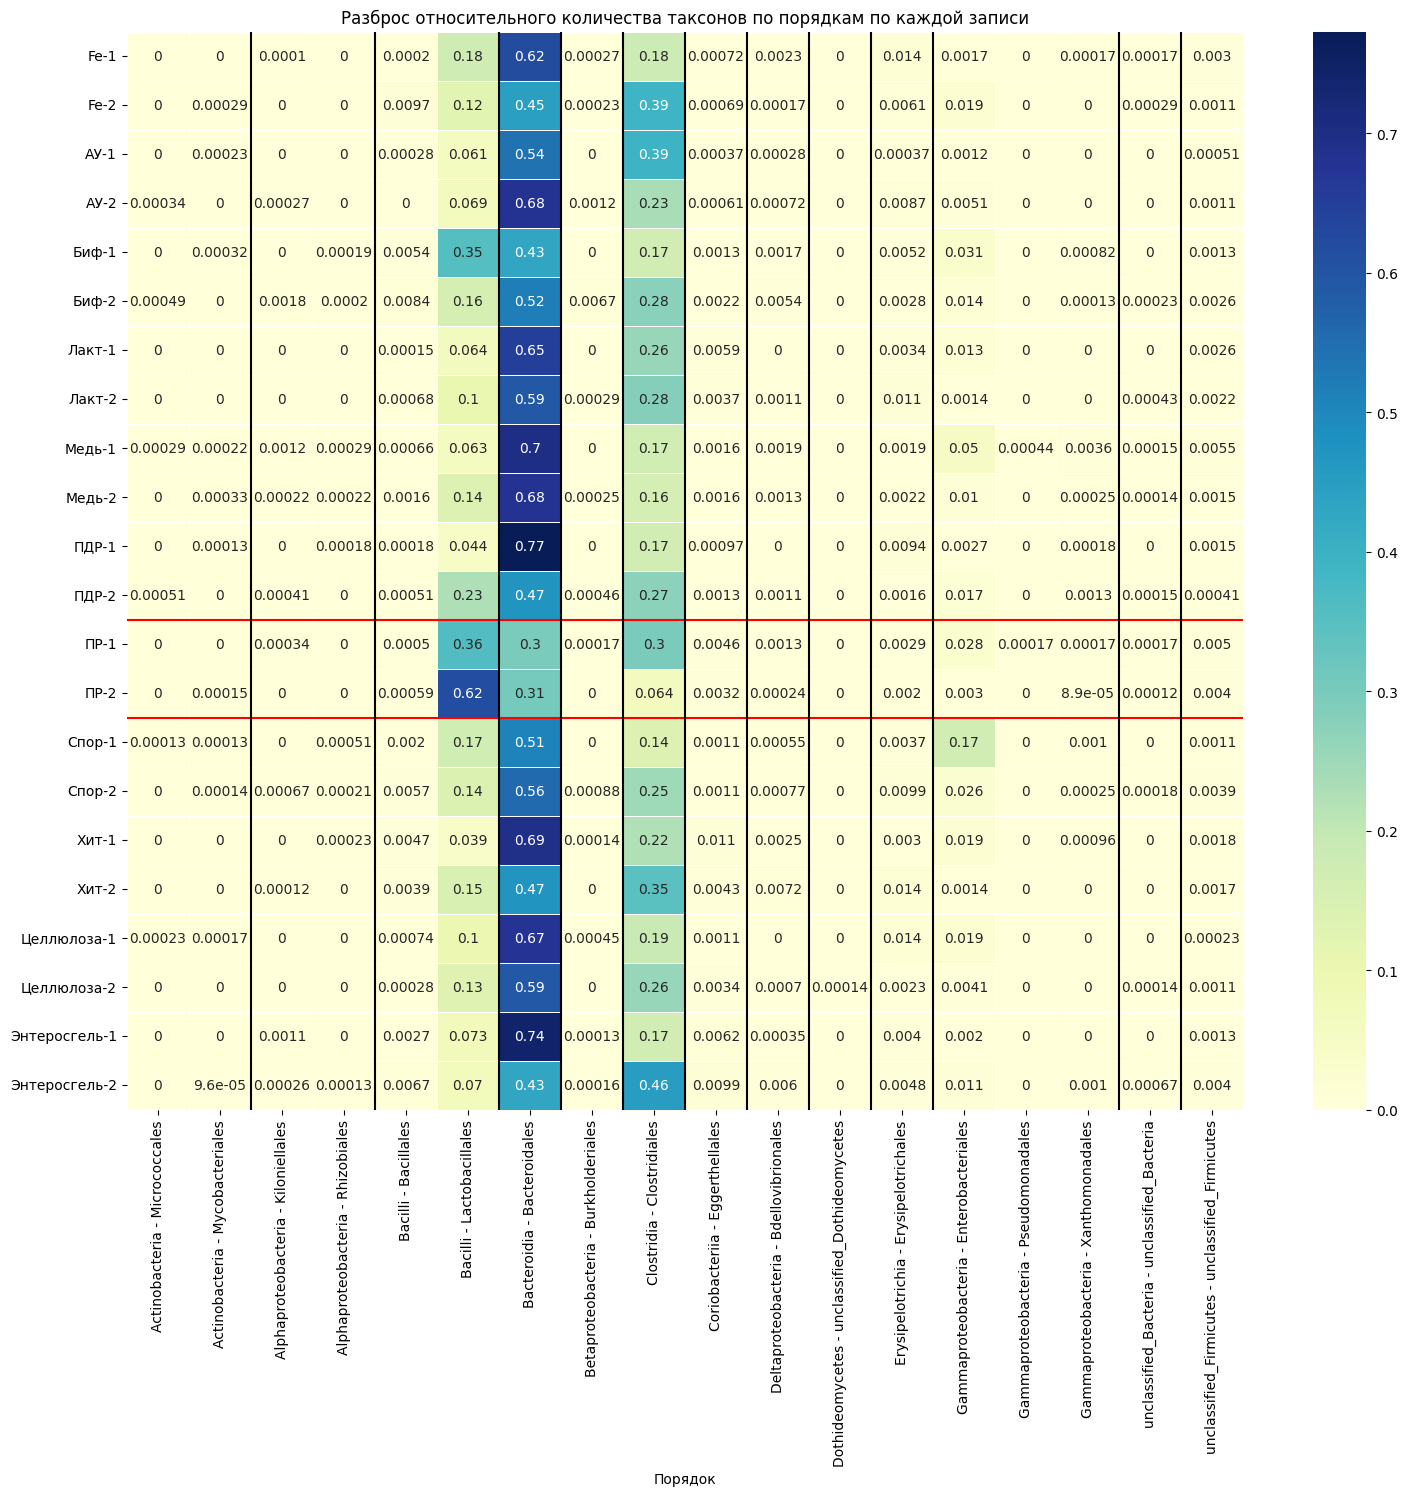 Разброс относительного количества таксонов по порядкам по каждой записи
Fe-1 0 0 0.0001 0 0.0002 0.18 0.62 0.00027 0.18 0.00072 0.0023 0 0.014 0.0017 0 0.00017 0.00017 0.003
Fe-2 0 0.00029 0 0 0.0097 0.12 0.45 0.00023 0.39 0.00069 0.00017 0 0.0061 0.019 0 0 0.00029 0.0011
АУ-1 0 0.00023 0 0 0.00028 0.061 0.54 0 0.39 0.00037 0.00028 0 0.00037 0.0012 0 0 0 0.00051
АУ-2 0.00034 0 0.00027 0 0 0.069 0.68 0.0012 0.23 0.00061 0.00072 0 0.0087 0.0051 0 0 0 0.0011
Биф-1 0 0.00032 0 0.00019 0.0054 0.35 0.43 0 0.17 0.0013 0.0017 0 0.0052 0.031 0 0.00082 0 0.0013
Биф-2 0.00049 0 0.0018 0.0002 0.0084 0.16 0.52 0.0067 0.28 0.0022 0.0054 0 0.0028 0.014 0 0.00013 0.00023 0.0026
Лакт-1 0 0 0 0 0.00015 0.064 0.65 0 0.26 0.0059 0 0 0.0034 0.013 0 0 0 0.0026
Лакт-2 0 0 0 0 0.00068 0.1 0.59 0.00029 0.28 0.0037 0.0011 0 0.011 0.0014 0 0 0.00043 0.0022
Медь-1 0.00029 0.00022 0.0012 0.00029 0.00066 0.063 0.7 0 0.17 0.0016 0.0019 0 0.0019 0.05 0.00044 0.0036 0.00015 0.0055
Медь-2 0 0.00033 0.00022 0.00022 0.0016 0.14 0.68 0.00025 0.16 0.0016 0.0013 0 0.0022 0.01 0 0.00025 0.00014 0.0015
ПДР-1 0 0.00013 0 0.00018 0.00018 0.044 0.77 0 0.17 0.00097 0 0 0.0094 0.0027 0 0.00018 0 0.0015
ПДР-2 0.00051 0 0.00041 0 0.00051 0.23 0.47 0.00046 0.27 0.0013 0.0011 0 0.0016 0.017 0 0.0013 0.00015 0.00041
ПР-1 0 0 0.00034 0 0.0005 0.36 0.3 0.00017 0.3 0.0046 0.0013 0 0.0029 0.028 0.00017 0.00017 0.00017 0.005
ПР-2 0 0.00015 0 0 0.00059 0.62 0.31 0 0.064 0.0032 0.00024 0 0.002 0.003 0 8.9e-05 0.00012 0.004
Спор-1 0.00013 0.00013 0 0.00051 0.002 0.17 0.51 0 0.14 0.0011 0.00055 0 0.0037 0.17 0 0.001 0 0.0011
Спор-2 0 0.00014 0.00067 0.00021 0.0057 0.14 0.56 0.00088 0.25 0.0011 0.00077 0 0.0099 0.026 0 0.00025 0.00018 0.0039
Хит-1 0 0 0 0.00023 0.0047 0.039 0.69 0.00014 0.22 0.011 0.0025 0 0.003 0.019 0 0.00096 0 0.0018
Хит-2 0 0 0.00012 0 0.0039 0.15 0.47 0 0.35 0.0043 0.0072 0 0.014 0.0014 0 0 0 0.0017
Целлюлоза-1 0.00023 0.00017 0 0 0.00074 0.1 0.67 0.00045 0.19 0.0011 0 0 0.014 0.019 0 0 0 0.00023
Целлюлоза-2 0 0 0 0 0.00028 0.13 0.59 0 0.26 0.0034 0.0007 0.00014 0.0023 0.0041 0 0 0.00014 0.0011
Энтеросгель-1 0 0 0.0011 0 0.0027 0.073 0.74 0.00013 0.17 0.0062 0.00035 0 0.004 0.002 0 0 0 0.0013
Энтеросгель-2 0 9.6e-05 0.00026 0.00013 0.0067 0.07 0.43 0.00016 0.46 0.0099 0.006 0 0.0048 0.011 0 0.001 0.00067 0.004
Actinobacteria - Micrococcales
Actinobacteria - Mycobacteriales
Alphaproteobacteria - Kiloniellales
Alphaproteobacteria - Rhizobiales
Bacilli - Bacillales
Bacilli - Lactobacillales
Bacteroidia - Bacteroidales
Betaproteobacteria - Burkholderiales
Clostridia - Clostridiales
Coriobacteriia - Eggerthellales
Deltaproteobacteria - Bdellovibrionales
Dothideomycetes - unclassified_Dothideomycetes
Erysipelotrichia - Erysipelotrichales
Gammaproteobacteria - Enterobacteriales
Gammaproteobacteria - Pseudomonadales
Gammaproteobacteria - Xanthomonadales
unclassified_Bacteria - unclassified_Bacteria
unclassified_Firmicutes - unclassified_Firmicutes
Порядок
0.7
0.6
0.5
0.4
0.3
0.2
0.1
0.0